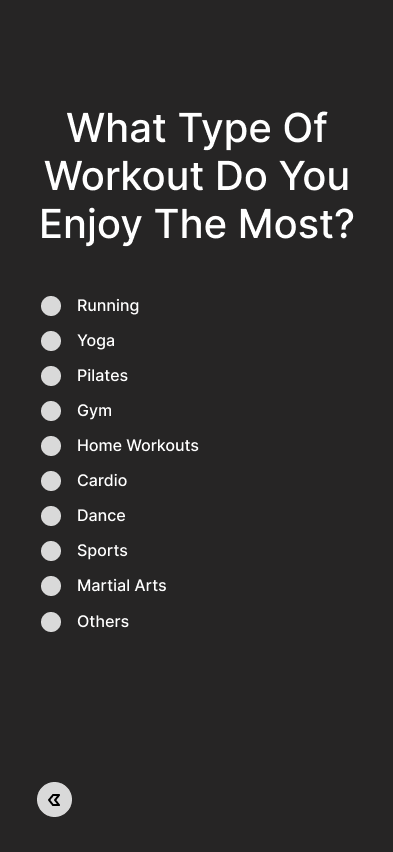 What Type Of
Workout Do You
Enjoy The Most?
Running
Yoga
Pilates
Gym
Home Workouts
Cardio
Dance
Sports
Martial Arts
Others